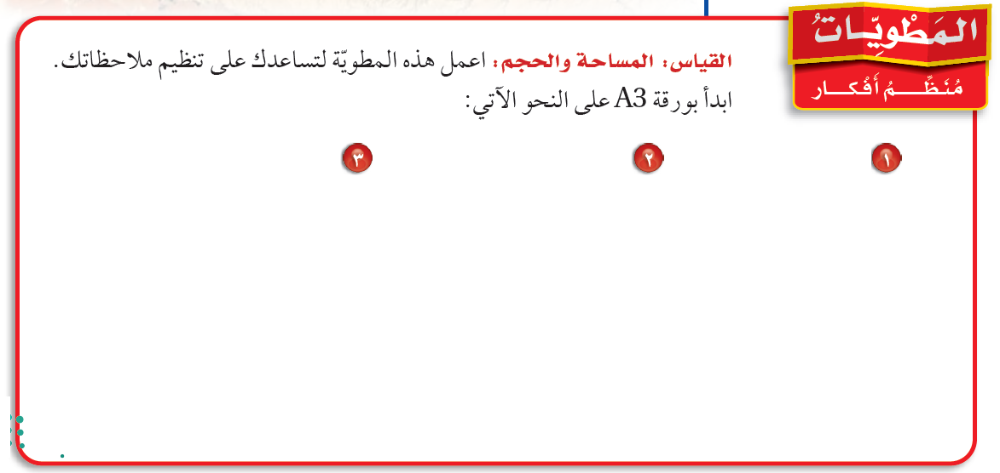 المَطْوِيّاتُ
مُنَظِّمُ أَفْكار
القياس: المساحة والحجم: اعمل هذه المطويّة لتساعدك على تنظيم ملاحظاتك.
ابدأ بورقة A3 على النحو الآتي:
١ ٢ ٣